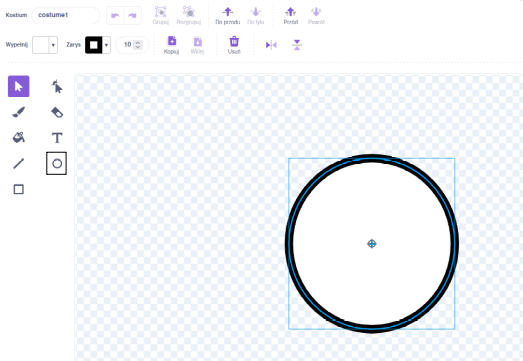 Kostium costume1
Grupuj Rozgrupuj Do przodu Do tyłu Przód Powrót
Wypełnij Zarys 10 Kopiuj Wklej Usuń
T